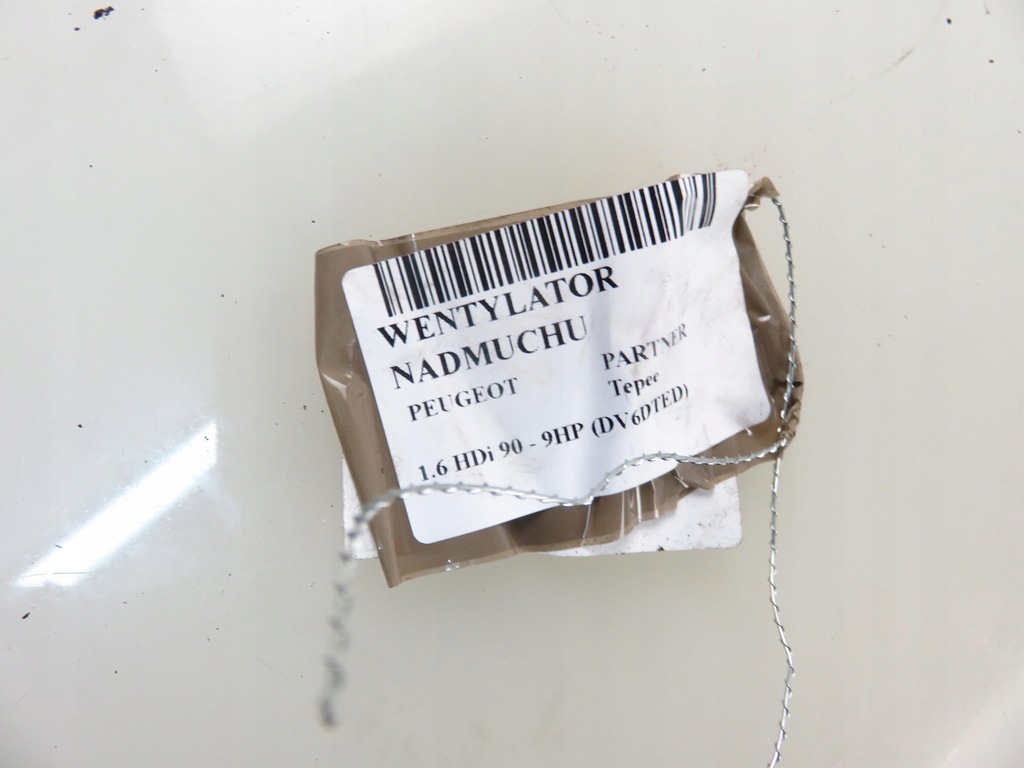 WENTYLATOR
NADMUCHU
PEUGEOT PARTNER
Tepee
1.6 HDi 90 - 9HP (DV6DTED)